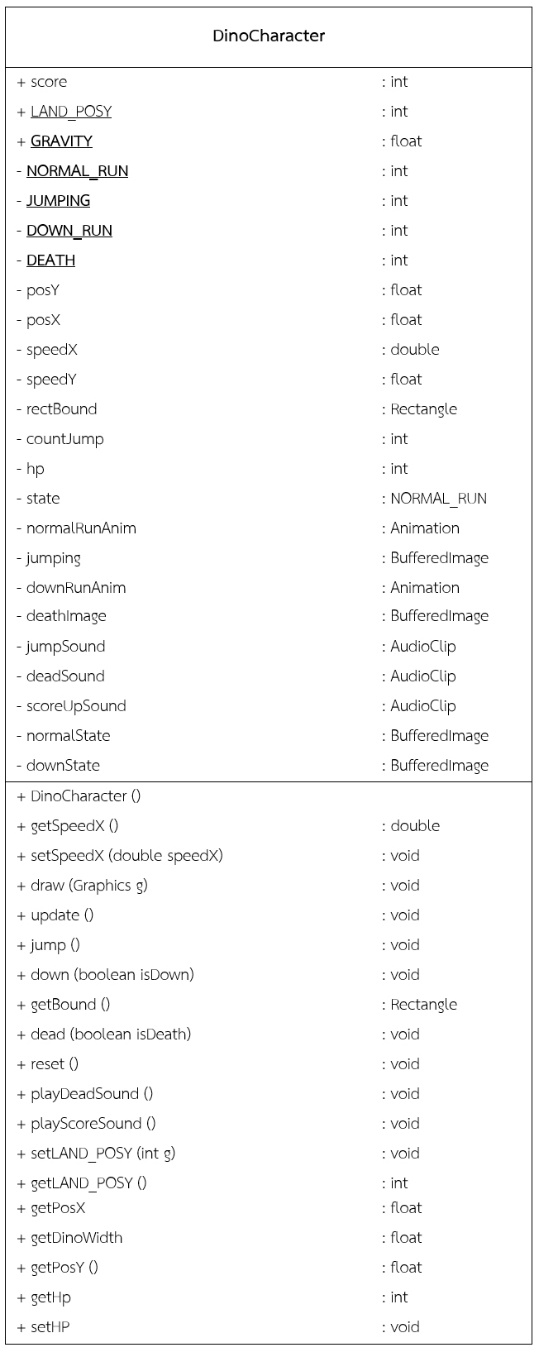 DinoCharacter
+ score : int
+ LAND_POSY : int
+ GRAVITY : float
- NORMAL_RUN : int
- JUMPING : int
- DOWN_RUN : int
- DEATH : int
- posY : float
- posX : float
- speedX : double
- speedY : float
- rectBound : Rectangle
- countJump : int
- hp : int
- state : NORMAL_RUN
- normalRunAnim : Animation
- jumping : BufferedImage
- downRunAnim : Animation
- deathImage : BufferedImage
- jumpSound : AudioClip
- deadSound : AudioClip
- scoreUpSound : AudioClip
- normalState : BufferedImage
- downState : BufferedImage
+ DinoCharacter ()
+ getSpeedX () : double
+ setSpeedX (double speedX) : void
+ draw (Graphics g) : void
+ update () : void
+ jump () : void
+ down (boolean isDown) : void
+ getBound () : Rectangle
+ dead (boolean isDeath) : void
+ reset () : void
+ playDeadSound () : void
+ playScoreSound () : void
+ setLAND_POSY (int g) : void
+ getLAND_POSY () : int
+ getPosX : float
+ getDinoWidth : float
+ getPosY () : float
+ getHp : int
+ setHP : void